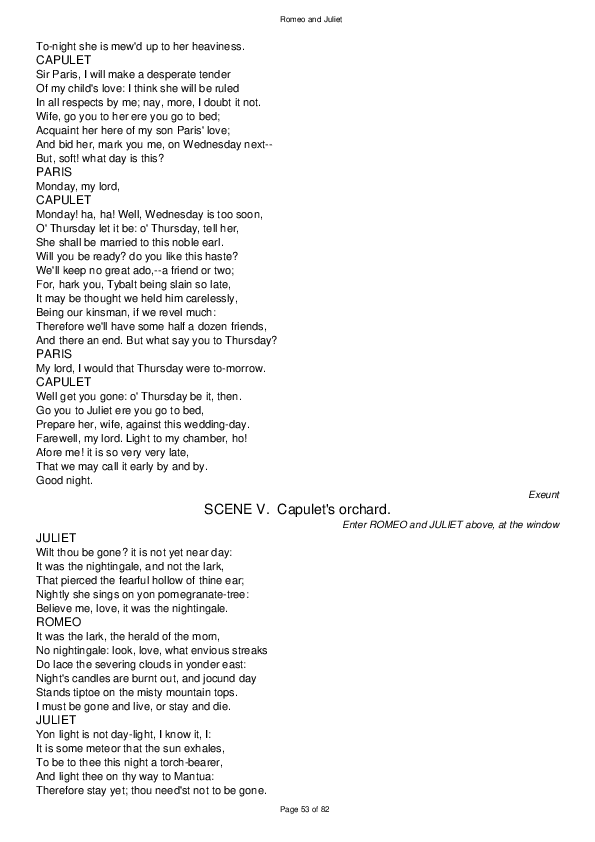 Romeo and Juliet
To-night she is mew'd up to her heaviness.
CAPULET
Sir Paris, I will make a desperate tender
Of my child's love: I think she will be ruled
In all respects by me; nay, more, I doubt it not.
Wife, go you to her ere you go to bed;
Acquaint her here of my son Paris' love;
And bid her, mark you me, on Wednesday next--
But, soft! what day is this?
PARIS
Monday, my lord,
CAPULET
Monday! ha, ha! Well, Wednesday is too soon,
O' Thursday let it be: o' Thursday, tell her,
She shall be married to this noble earl.
Will you be ready? do you like this haste?
We'll keep no great ado,--a friend or two;
For, hark you, Tybalt being slain so late,
It may be thought we held him carelessly,
Being our kinsman, if we revel much:
Therefore we'll have some half a dozen friends,
And there an end. But what say you to Thursday?
PARIS
My lord, I would that Thursday were to-morrow.
CAPULET
Well get you gone: o' Thursday be it, then.
Go you to Juliet ere you go to bed,
Prepare her, wife, against this wedding-day.
Farewell, my lord. Light to my chamber, ho!
Afore me! it is so very very late,
That we may call it early by and by.
Good night.
Exeunt
SCENE V. Capulet's orchard.
Enter ROMEO and JULIET above, at the window
JULIET
Wilt thou be gone? it is not yet near day:
It was the nightingale, and not the lark,
That pierced the fearful hollow of thine ear;
Nightly she sings on yon pomegranate-tree:
Believe me, love, it was the nightingale.
ROMEO
It was the lark, the herald of the morn,
No nightingale: look, love, what envious streaks
Do lace the severing clouds in yonder east:
Night's candles are burnt out, and jocund day
Stands tiptoe on the misty mountain tops.
I must be gone and live, or stay and die.
JULIET
Yon light is not day-light, I know it, I:
It is some meteor that the sun exhales,
To be to thee this night a torch-bearer,
And light thee on thy way to Mantua:
Therefore stay yet; thou need'st not to be gone.
Page 53 of 82